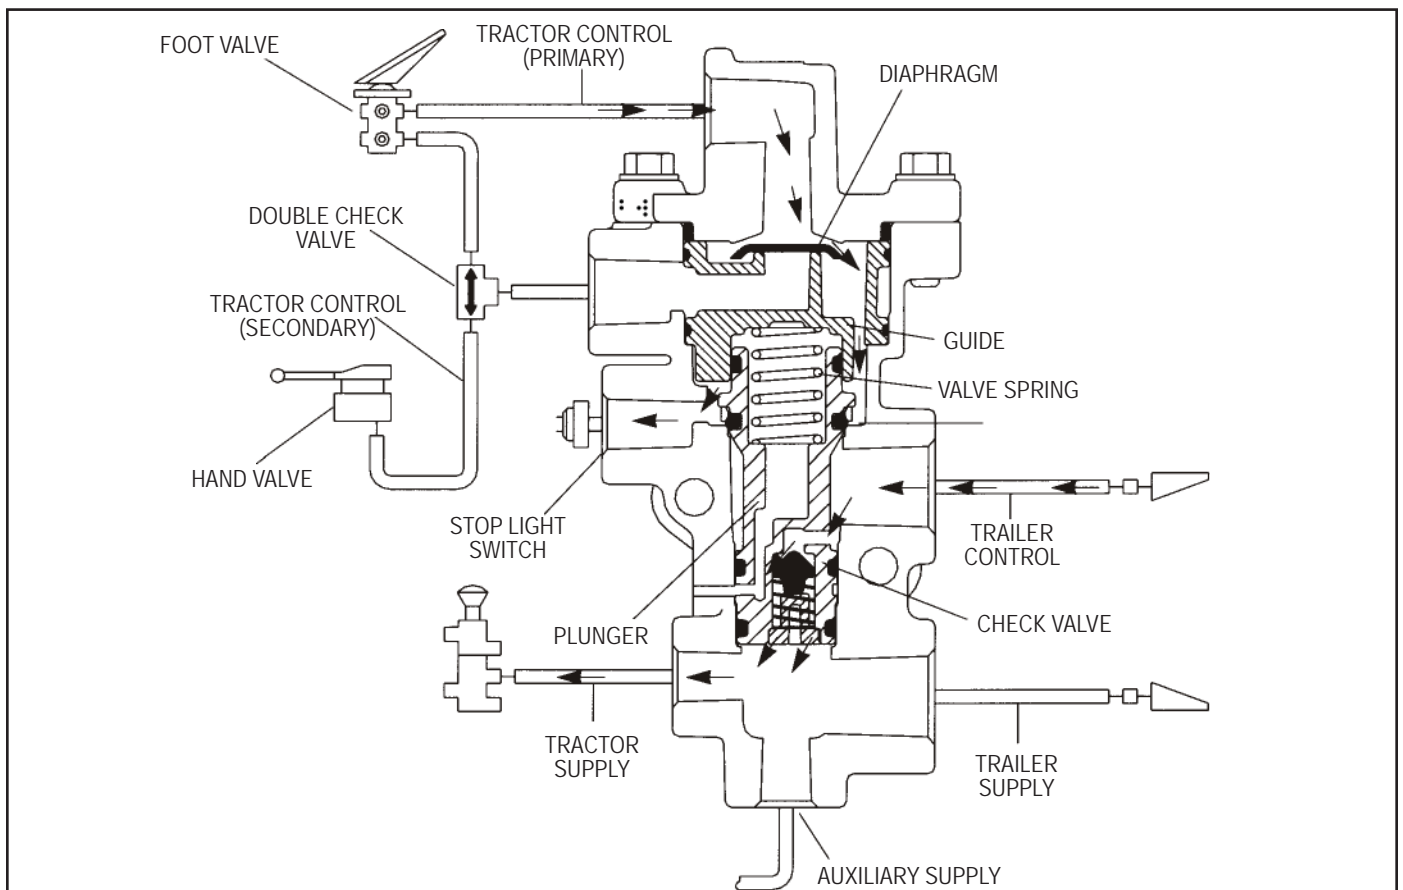 FOOT VALVE
TRACTOR CONTROL
(PRIMARY)
DIAPHRAGM
DOUBLE CHECK
VALVE
TRACTOR CONTROL
(SECONDARY)
GUIDE
VALVE SPRING
HAND VALVE
STOP LIGHT
SWITCH
TRAILER
CONTROL
PLUNGER
CHECK VALVE
TRACTOR
SUPPLY
TRAILER
SUPPLY
AUXILIARY SUPPLY